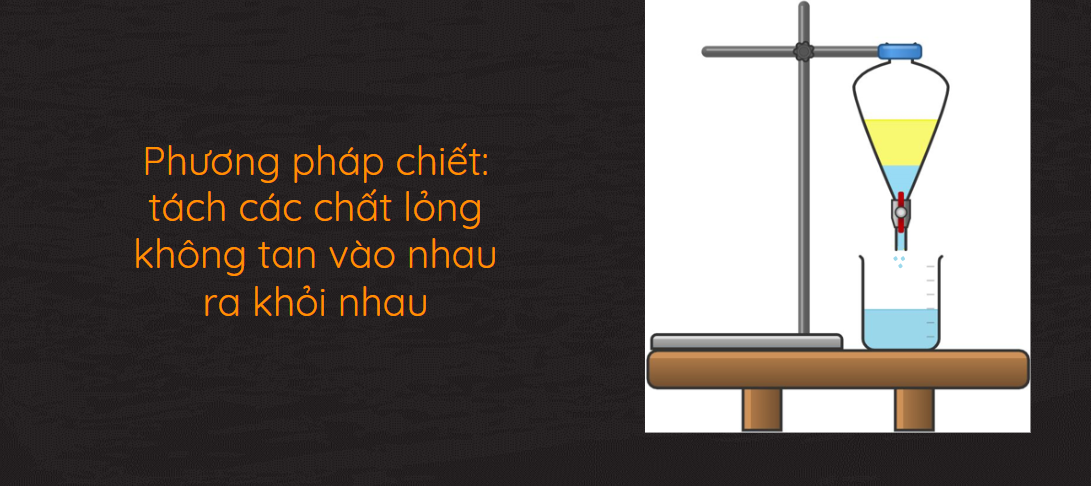 Phương pháp chiết:
tách các chất lỏng
không tan vào nhau
ra khỏi nhau